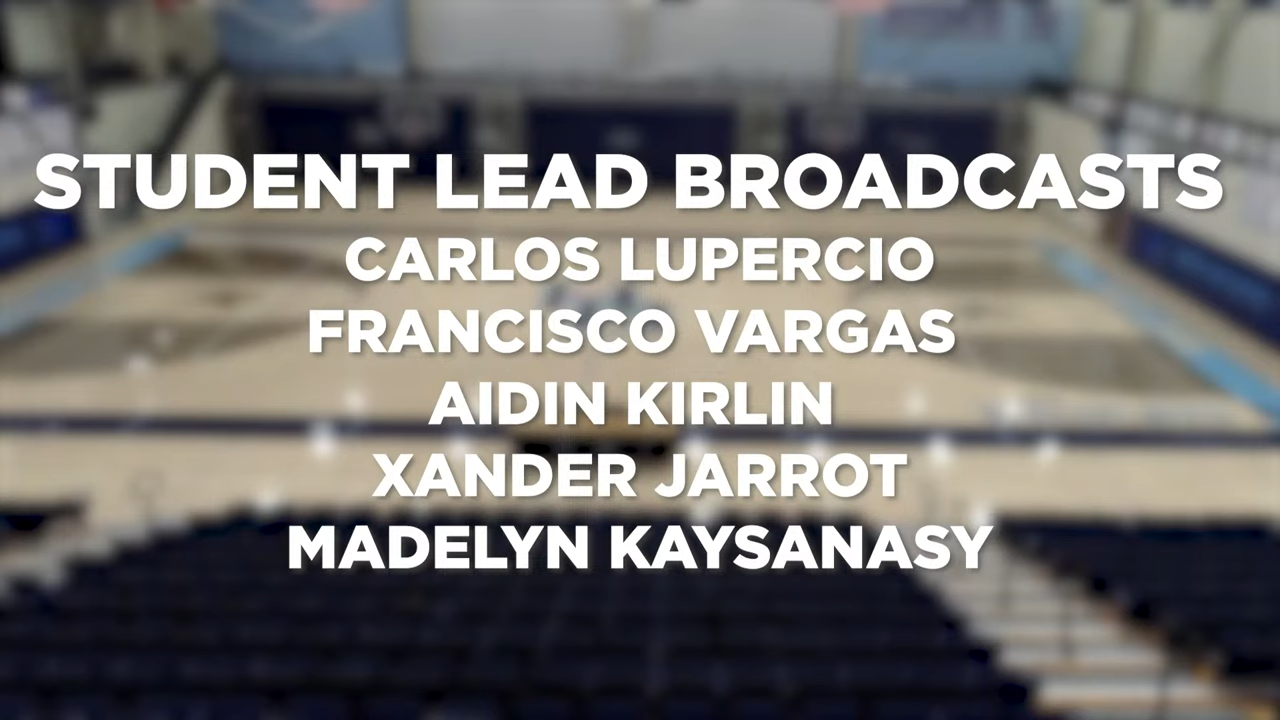 STUDENT LEAD BROADCASTS
CARLOS LUPERCIO
FRANCISCO VARGAS
AIDIN KIRLIN
XANDER JARROT
MADELYN KAYSANASY